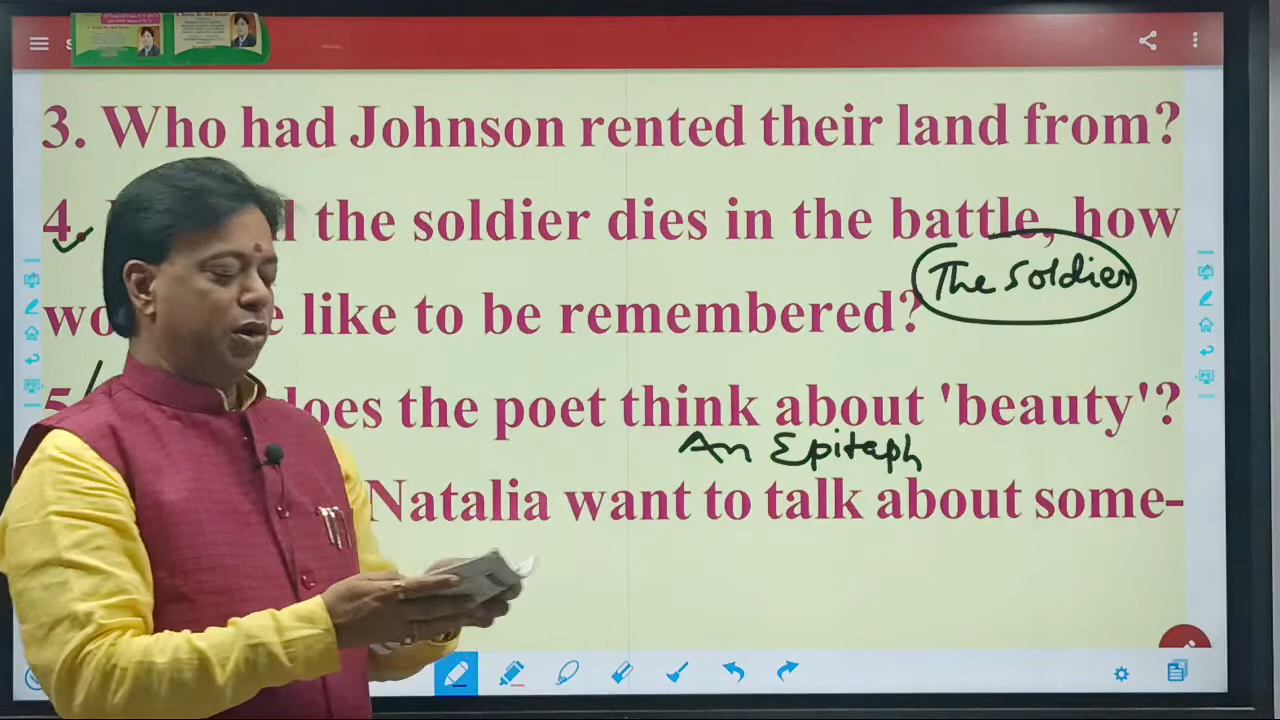 3. Who had Johnson rented their land from?
4. the soldier dies in the battle, how
The Soldier
like to be remembered?
5 does the poet think about 'beauty'?
An Epitaph
Natalia want to talk about some-